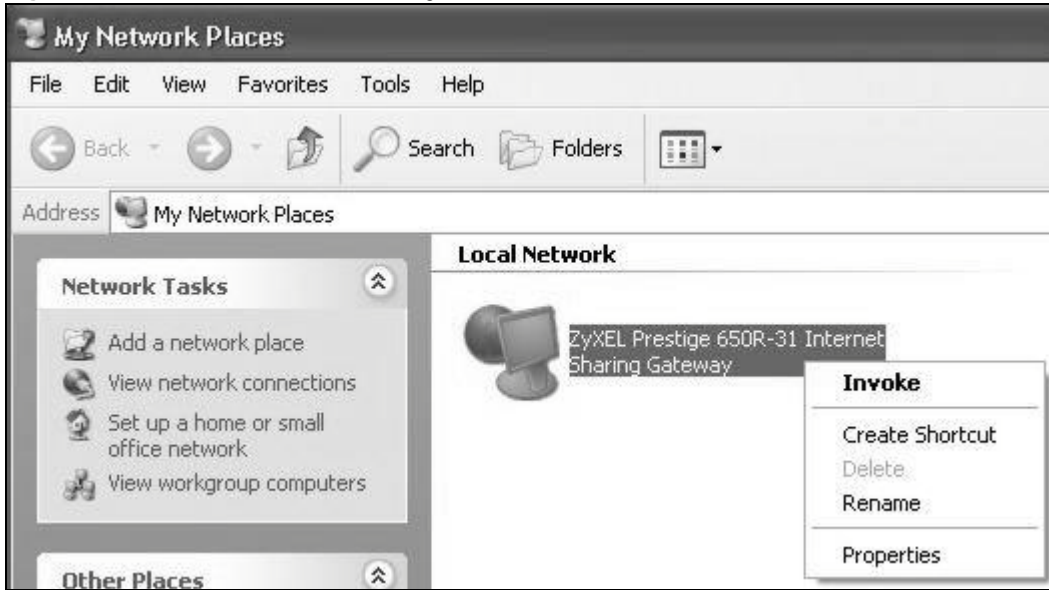 My Network Places
File Edit View Favorites Tools Help
Back Search Folders
Address My Network Places
Network Tasks
Add a network place
View network connections
Set up a home or small
office network
View workgroup computers
Other Places
Local Network
ZyXEL Prestige 650R-31 Internet
Sharing Gateway
Invoke
Create Shortcut
Delete
Rename
Properties